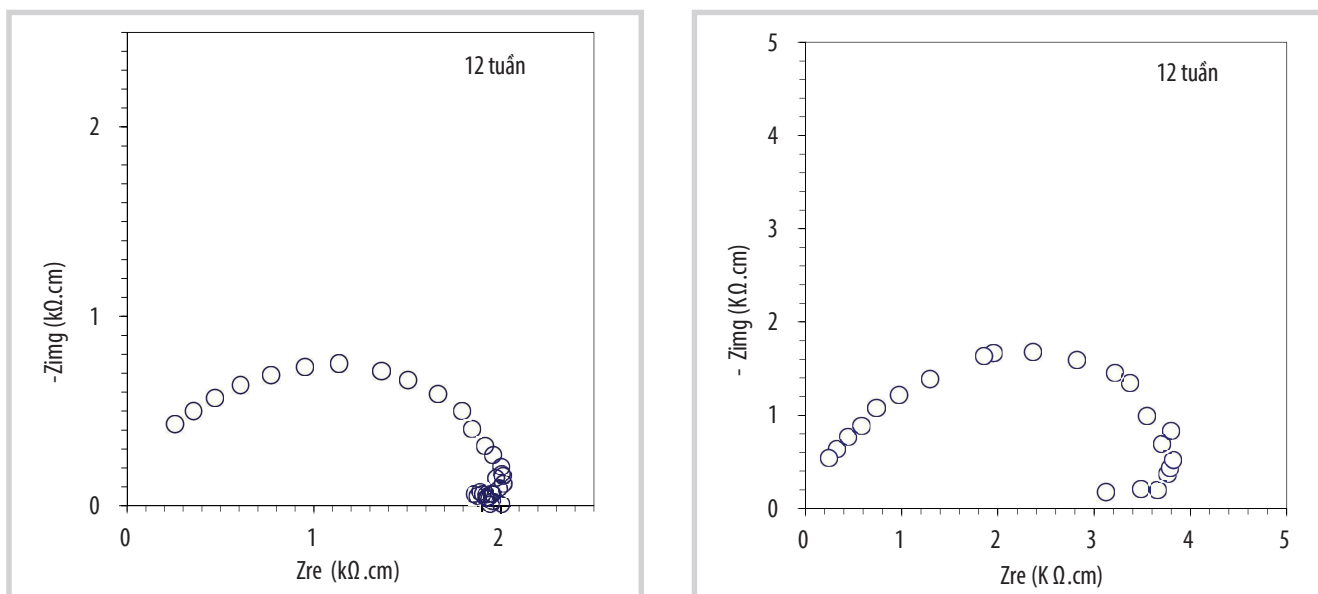 12 tuần
2
1
0
-Zimg (kΩ.cm)
0 1 2
Zre (kΩ.cm)
12 tuần
5
4
3
2
1
0
- Zimg (KΩ.cm)
0 1 2 3 4 5
Zre (K Ω.cm)